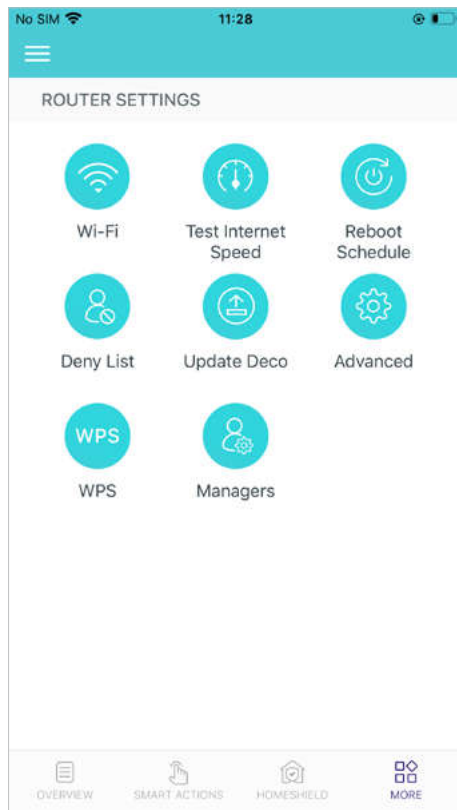 No SIM 11:28
ROUTER SETTINGS
Wi-Fi
Test Internet
Speed
Reboot
Schedule
Deny List
Update Deco
Advanced
WPS
WPS
Managers
OVERVIEW
SMART ACTIONS
HOMESHIELD
MORE